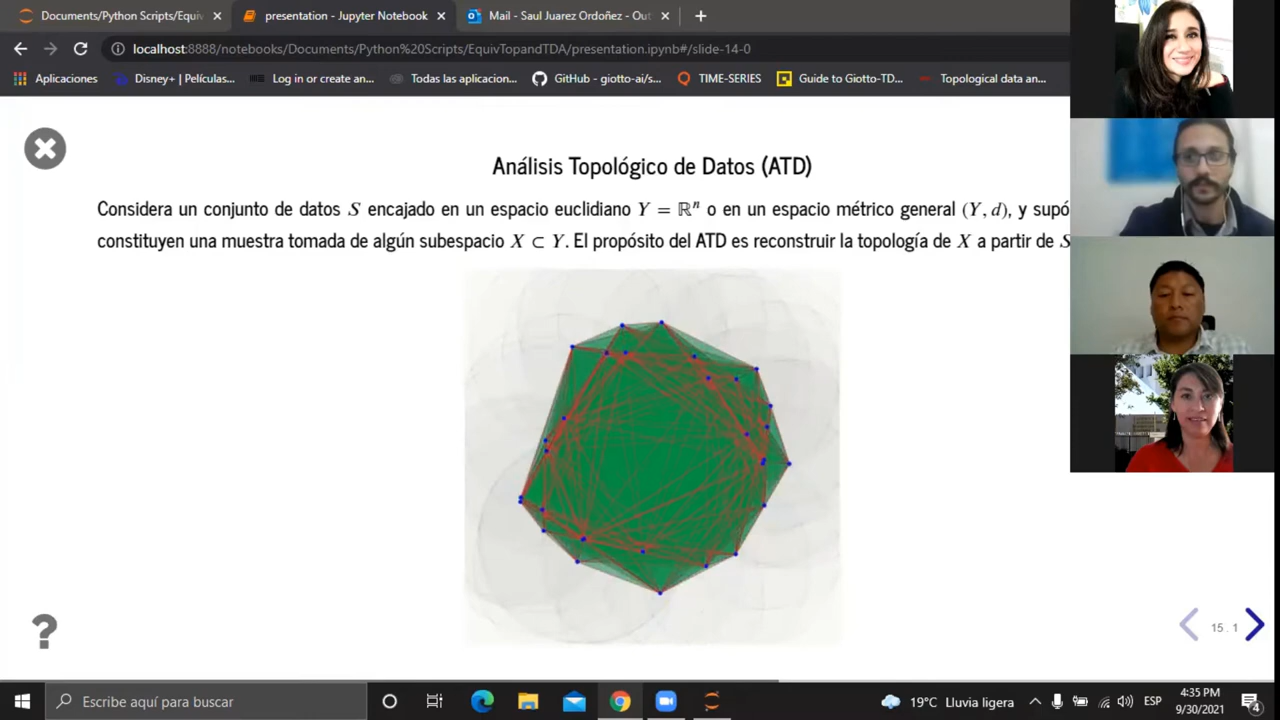 Documents/Python Scripts/Equiv
presentation - Jupyter Notebook
Mail - Saul Juarez Ordoñez - Out
localhost:8888/notebooks/Documents/Python%20Scripts/EquivTopandTDA/presentation.ipynb#/slide-14-0
Aplicaciones
Disney+ | Películas...
Log in or create an...
Todas las aplicacion...
GitHub - giotto-ai/s...
TIME-SERIES
Guide to Giotto-TD...
Topological data an...
Análisis Topológico de Datos (ATD)
Considera un conjunto de datos S encajado en un espacio euclidiano Y = ℝⁿ o en un espacio métrico general (Y, d), y supó
constituyen una muestra tomada de algún subespacio X ⊂ Y. El propósito del ATD es reconstruir la topología de X a partir de S
?
15 . 1
Escribe aquí para buscar
19°C Lluvia ligera
ESP
4:35 PM
9/30/2021
4